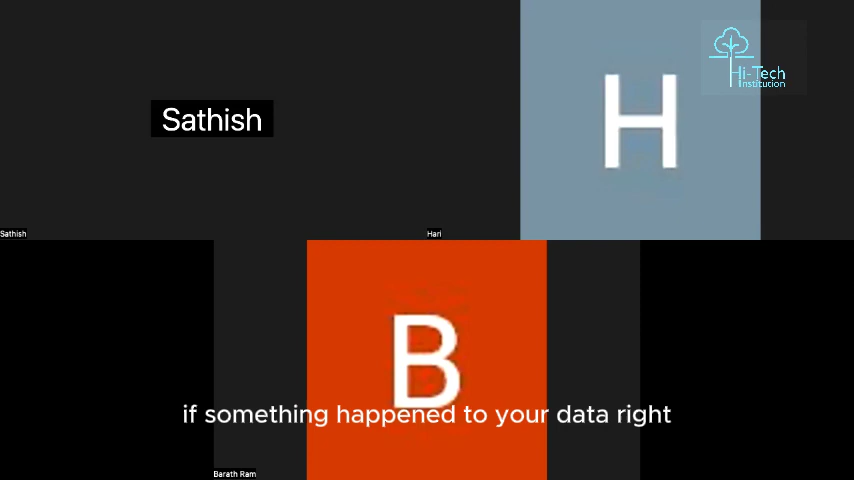 Sathish
H
Hi-Tech
Institution
Sathish
Hari
B
if something happened to your data right
Barath Ram